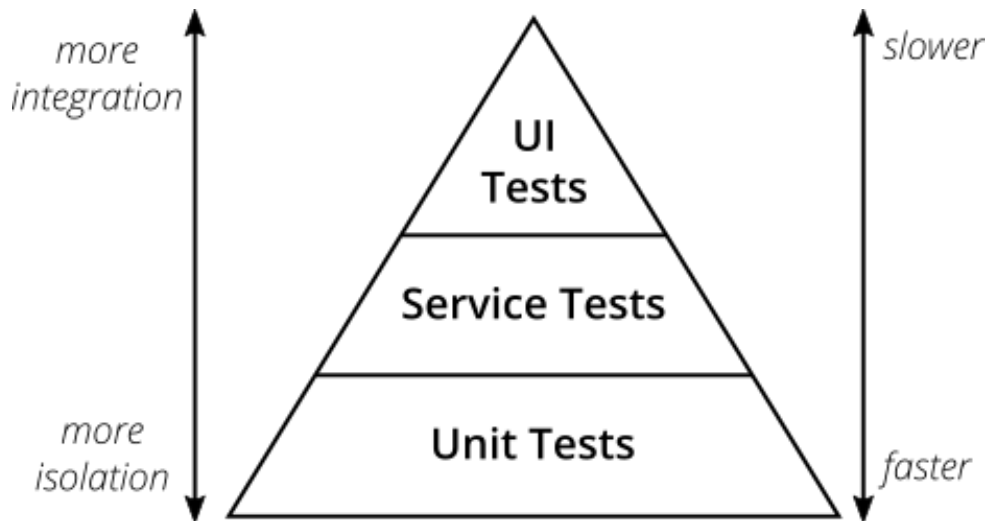 more
integration
slower
UI
Tests
Service Tests
Unit Tests
more
isolation
faster